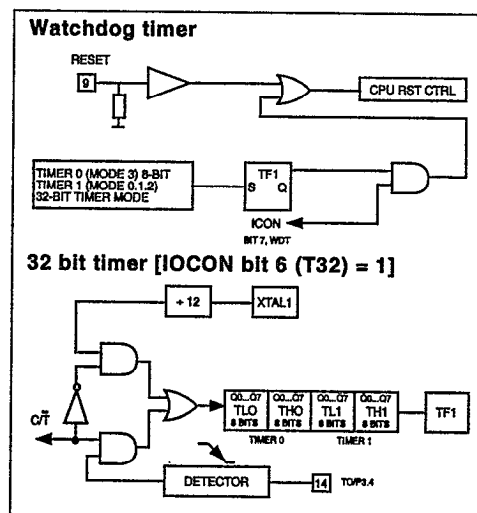 Watchdog timer
RESET
9
CPU RST CTRL
TIMER 0 (MODE 3) 8-BIT
TIMER 1 (MODE 0.1.2)
32-BIT TIMER MODE
TF1
S Q
ICON
BIT 7, WDT
32 bit timer [IOCON bit 6 (T32) = 1]
÷ 12
XTAL1
C/T̅
Q0...Q7 Q0...Q7 Q0...Q7 Q0...Q7
TLO THO TL1 TH1
8 BITS 8 BITS 8 BITS 8 BITS
TF1
TIMER 0 TIMER 1
DETECTOR
14
TO/P3.4